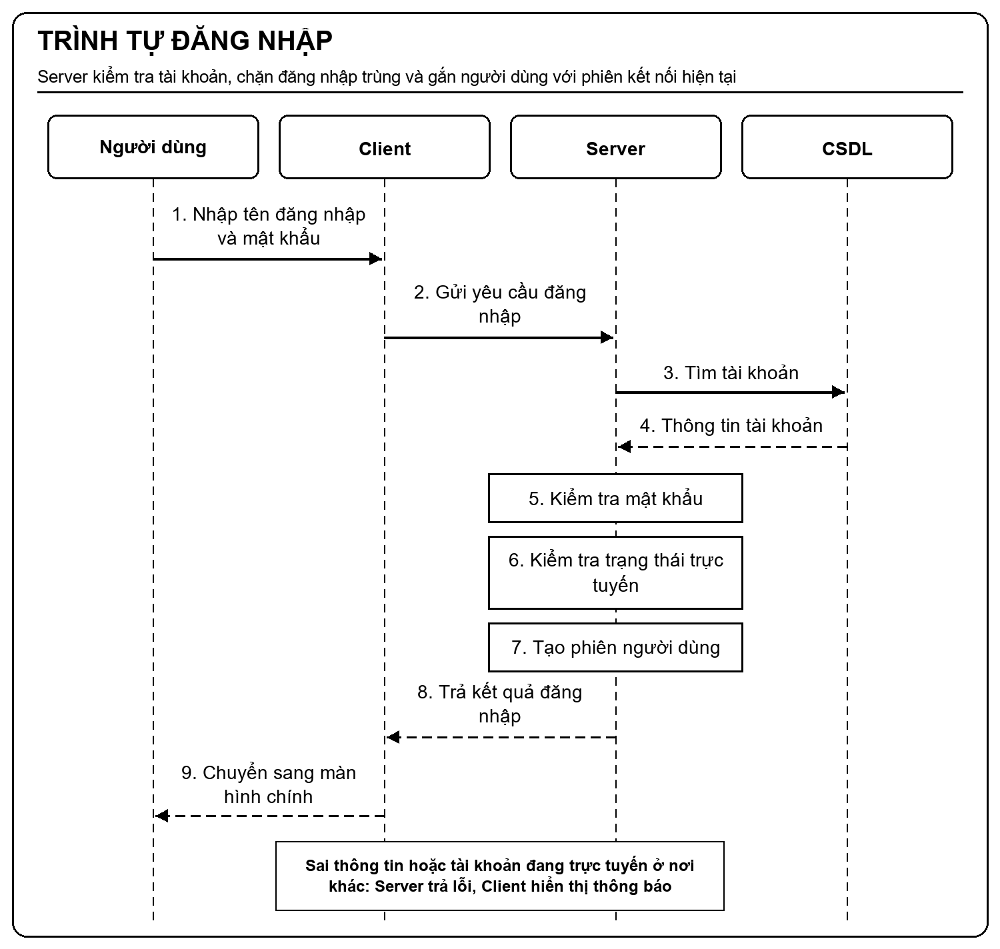 TRÌNH TỰ ĐĂNG NHẬP
Server kiểm tra tài khoản, chặn đăng nhập trùng và gắn người dùng với phiên kết nối hiện tại
Người dùng
Client
Server
CSDL
1. Nhập tên đăng nhập
và mật khẩu
2. Gửi yêu cầu đăng
nhập
3. Tìm tài khoản
4. Thông tin tài khoản
5. Kiểm tra mật khẩu
6. Kiểm tra trạng thái trực
tuyến
7. Tạo phiên người dùng
8. Trả kết quả đăng
nhập
9. Chuyển sang màn
hình chính
Sai thông tin hoặc tài khoản đang trực tuyến ở nơi
khác: Server trả lỗi, Client hiển thị thông báo